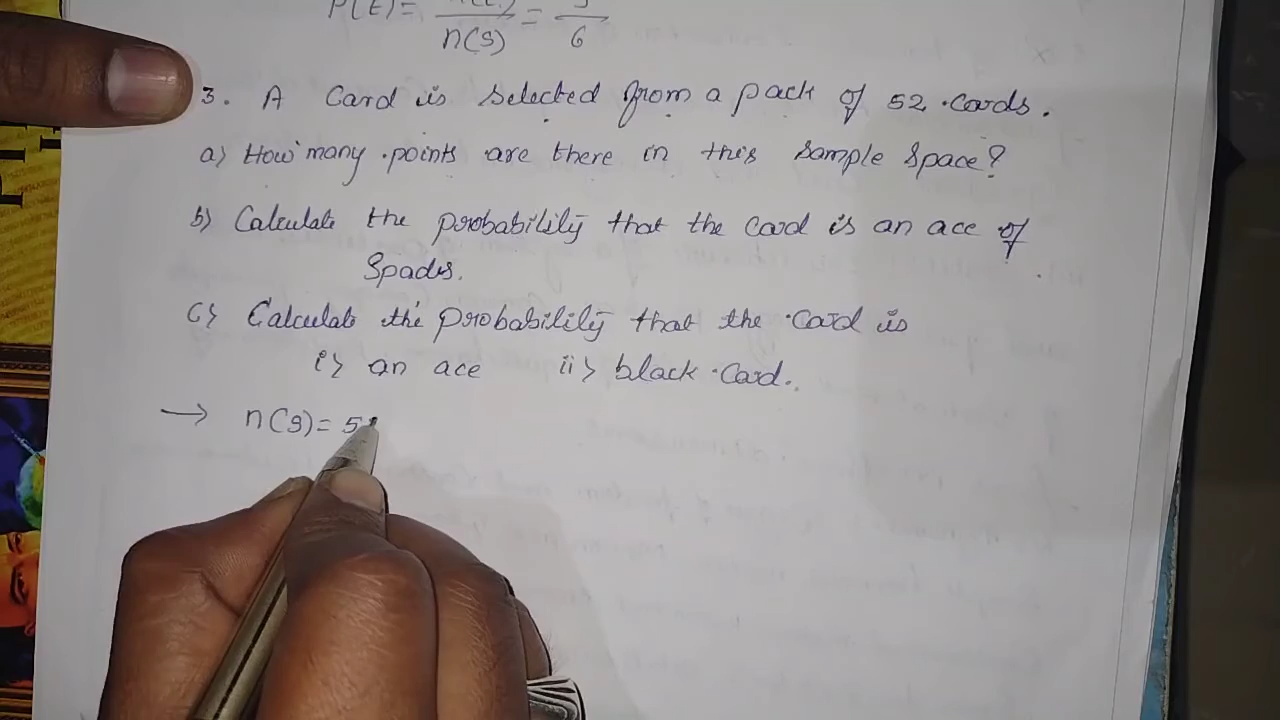 P(E) = = 
n(S) 6
3. A Card is selected from a pack of 52 cards.
a) How many points are there in this sample space?
b) Calculate the probability that the card is an ace of
Spades.
c) Calculate the probability that the card is
i> an ace ii> black card.
→ n(S) = 5